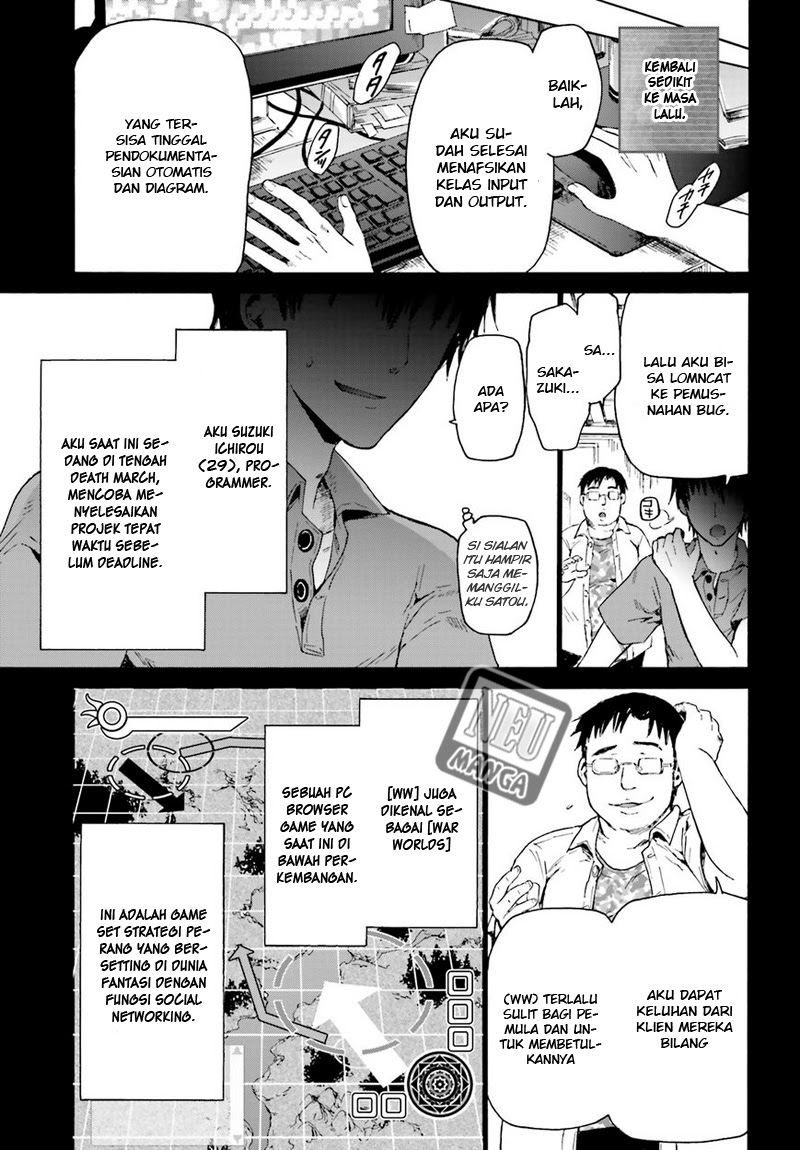 KEMBALI
SEDIKIT
KE MASA
LALU.
BAIK-
LAH,
AKU SU-
DAH SELESAI
MENAFSIKAN
KELAS INPUT
DAN OUTPUT.
YANG TER-
SISA TINGGAL
PENDOKUMENTA-
SIAN OTOMATIS
DAN DIAGRAM.
LALU AKU BI-
SA LOMNCAT
KE PEMUS-
NAHAN BUG.
SA...
SAKA-
ZUKI...
ADA
APA?
SI SIALAN
ITU HAMPIR
SAJA ME-
MANGGIL-
KU SATOU.
AKU SUZUKI
ICHIROU
(29), PRO-
GRAMMER.
AKU SAAT INI SE-
DANG DI TENGAH
DEATH MARCH,
MENCOBA ME-
NYELESAIKAN
PROJEK TEPAT
WAKTU SEBE-
LUM DEADLINE.
NEU
MANGA
AKU DAPAT
KELUHAN DARI
KLIEN MEREKA
BILANG
(WW) TERLALU
SULIT BAGI PE-
MULA DAN UN-
TUK MEMBETUL-
KANNYA
[WW] JUGA
DIKENAL SE-
BAGAI [WAR
WORLDS]
SEBUAH PC
BROWSER
GAME YANG
SAAT INI DI
BAWAH PER-
KEMBANGAN.
INI ADALAH GAME
SET STRATEGI PE-
RANG YANG BER-
SETTING DI DUNIA
FANTASI DENGAN
FUNGSI SOCIAL
NETWORKING.